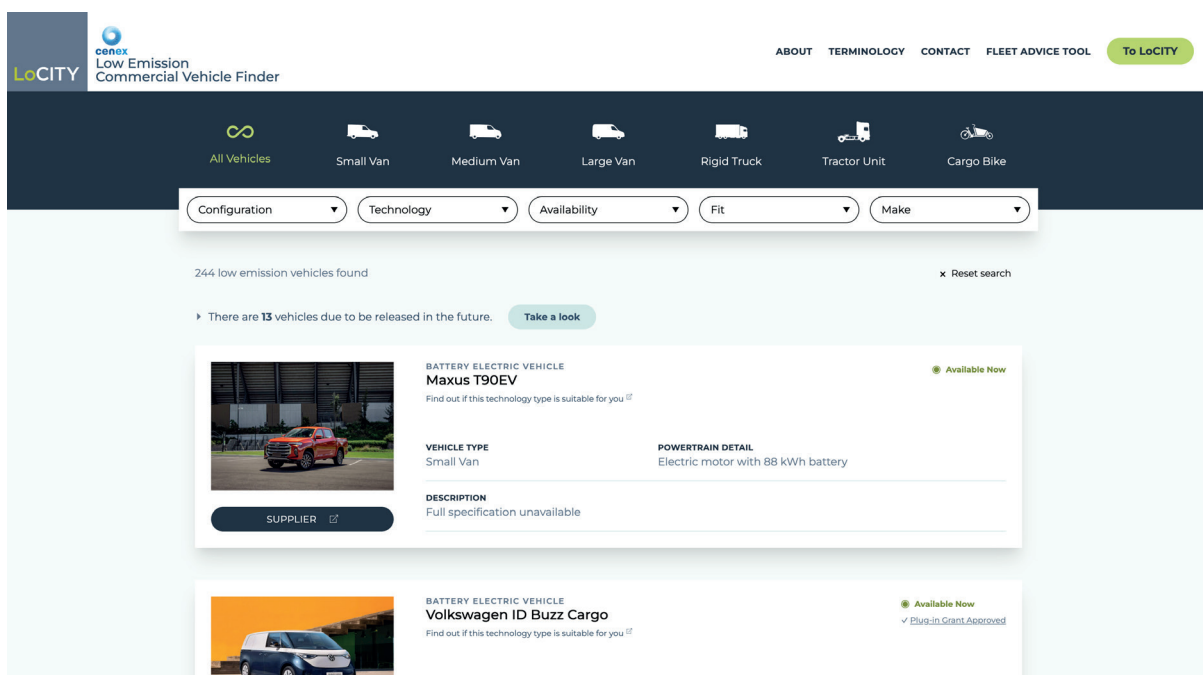 LoCITY
cenex
Low Emission
Commercial Vehicle Finder
ABOUT TERMINOLOGY CONTACT FLEET ADVICE TOOL To LoCITY
All Vehicles Small Van Medium Van Large Van Rigid Truck Tractor Unit Cargo Bike
Configuration Technology Availability Fit Make
244 low emission vehicles found
× Reset search
There are 13 vehicles due to be released in the future. Take a look
BATTERY ELECTRIC VEHICLE
Maxus T90EV
Find out if this technology type is suitable for you
Available Now
VEHICLE TYPE
Small Van
POWERTRAIN DETAIL
Electric motor with 88 kWh battery
DESCRIPTION
Full specification unavailable
SUPPLIER
BATTERY ELECTRIC VEHICLE
Volkswagen ID Buzz Cargo
Find out if this technology type is suitable for you
Available Now
✓ Plug-in Grant Approved